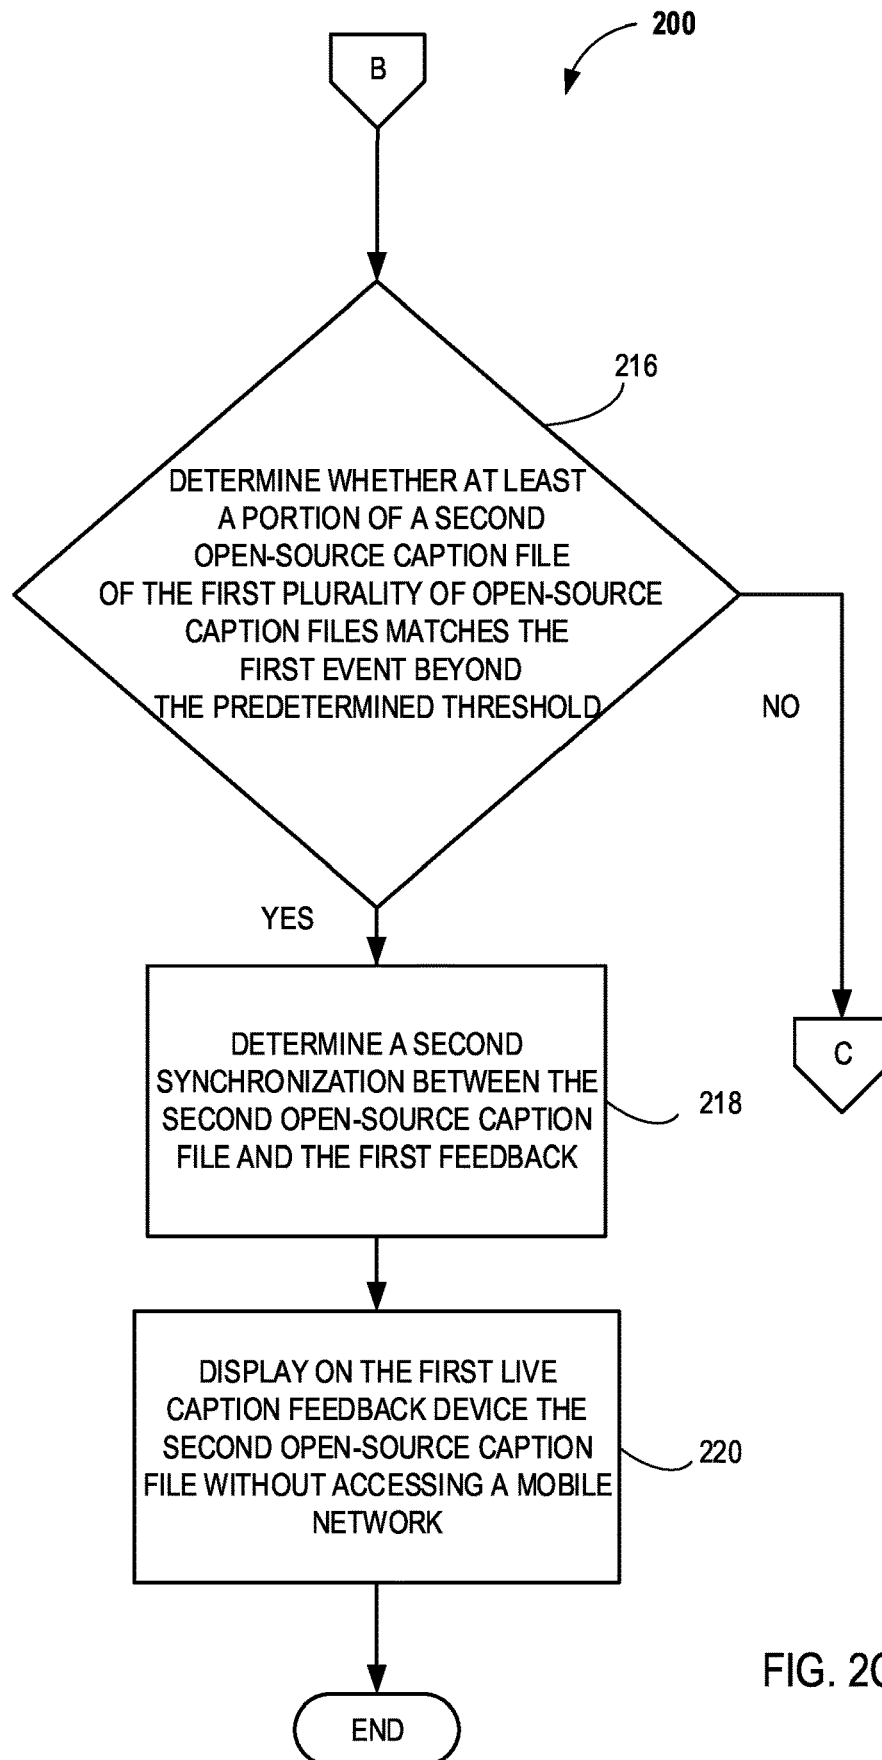 200
B
216
DETERMINE WHETHER AT LEAST
A PORTION OF A SECOND
OPEN-SOURCE CAPTION FILE
OF THE FIRST PLURALITY OF OPEN-SOURCE
CAPTION FILES MATCHES THE
FIRST EVENT BEYOND
THE PREDETERMINED THRESHOLD
NO
YES
DETERMINE A SECOND
SYNCHRONIZATION BETWEEN THE
SECOND OPEN-SOURCE CAPTION
FILE AND THE FIRST FEEDBACK
218
C
DISPLAY ON THE FIRST LIVE
CAPTION FEEDBACK DEVICE THE
SECOND OPEN-SOURCE CAPTION
FILE WITHOUT ACCESSING A MOBILE
NETWORK
220
END
FIG.